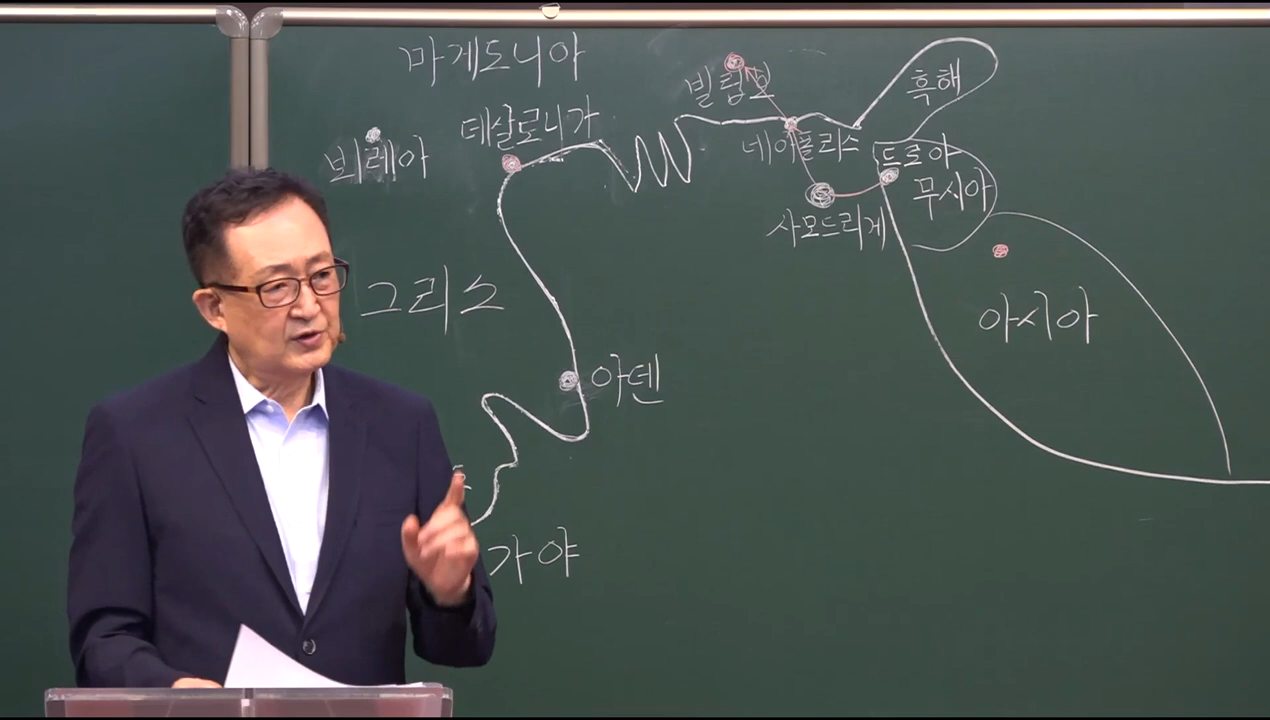 마게도니아
흑해
빌립보
테살로니가
네아폴리스
드로아
베레아
무시아
사모드리게
그리스
아시아
아덴
가야